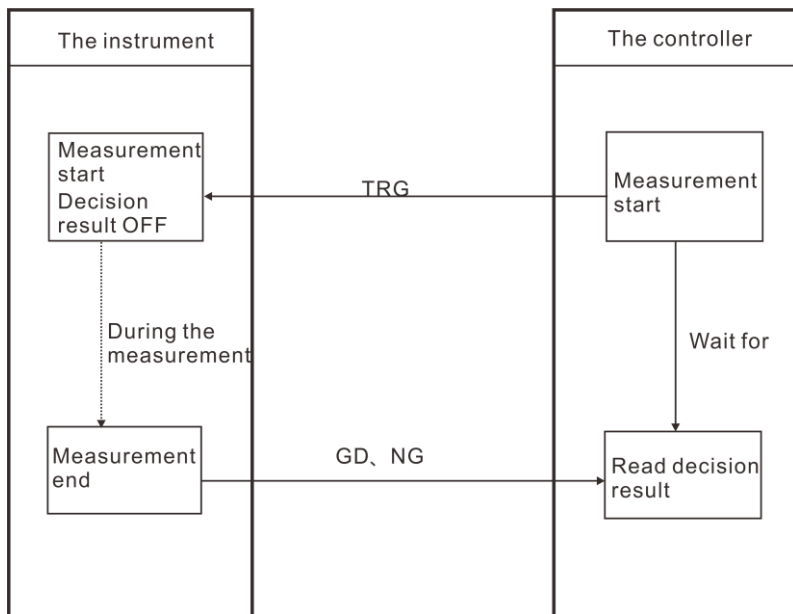 The instrument
The controller
Measurement
start
Decision
result OFF
TRG
Measurement
start
During the
measurement
Wait for
Measurement
end
GD、NG
Read decision
result